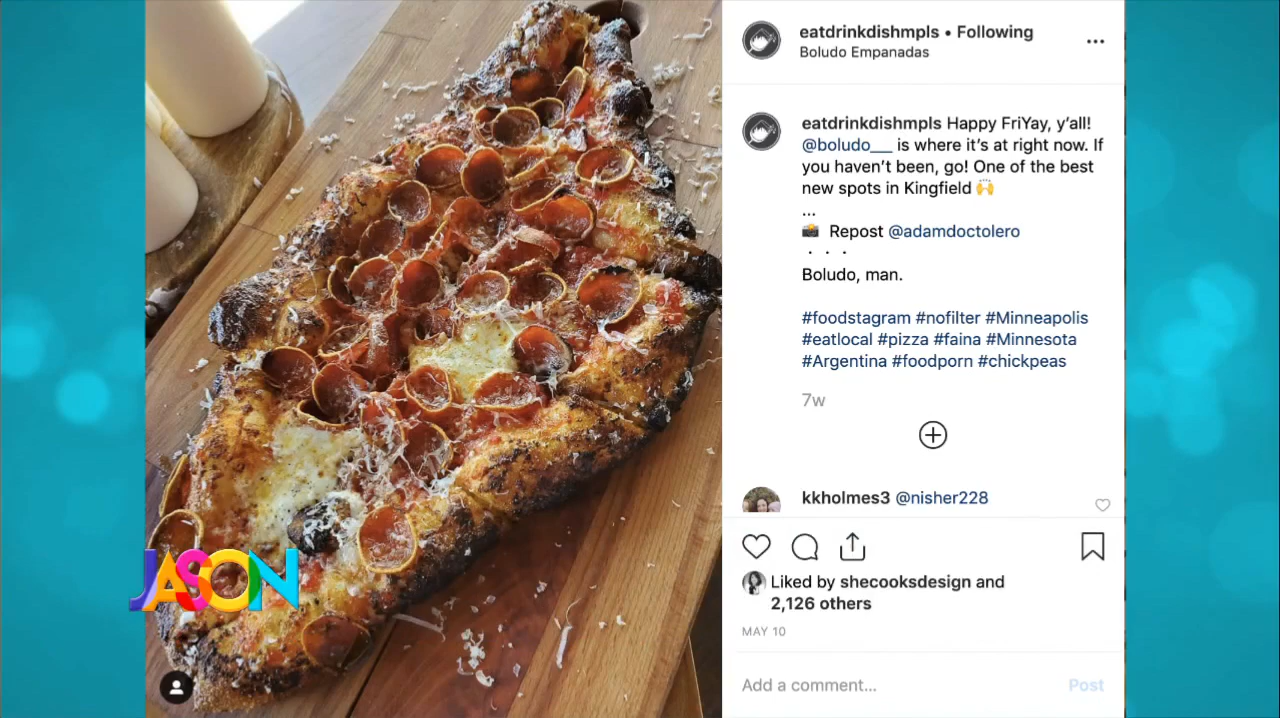 eatdrinkdishmpls • Following
Boludo Empanadas
eatdrinkdishmpls Happy FriYay, y'all!
@boludo___ is where it's at right now. If
you haven't been, go! One of the best
new spots in Kingfield 🙌
...
📸 Repost @adamdoctolero
・・・
Boludo, man.
#foodstagram #nofilter #Minneapolis
#eatlocal #pizza #faina #Minnesota
#Argentina #foodporn #chickpeas
7w
kkholmes3 @nisher228
Liked by shecooksdesign and
2,126 others
MAY 10
Add a comment... Post
JASON